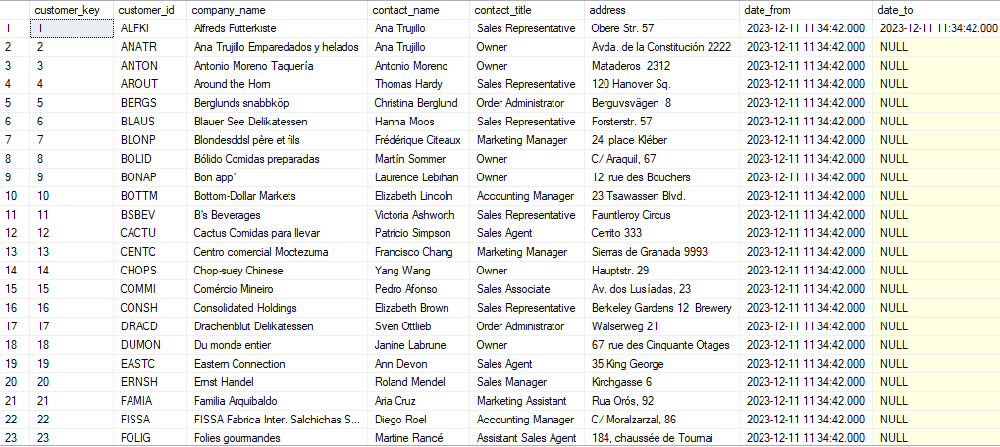 customer_key customer_id company_name contact_name contact_title address date_from date_to
1 1 ALFKI Alfreds Futterkiste Ana Trujillo Sales Representative Obere Str. 57 2023-12-11 11:34:42.000 2023-12-11 11:34:42.000
2 2 ANATR Ana Trujillo Emparedados y helados Ana Trujillo Owner Avda. de la Constitución 2222 2023-12-11 11:34:42.000 NULL
3 3 ANTON Antonio Moreno Taquería Antonio Moreno Owner Mataderos 2312 2023-12-11 11:34:42.000 NULL
4 4 AROUT Around the Horn Thomas Hardy Sales Representative 120 Hanover Sq. 2023-12-11 11:34:42.000 NULL
5 5 BERGS Berglunds snabbköp Christina Berglund Order Administrator Berguvsvägen 8 2023-12-11 11:34:42.000 NULL
6 6 BLAUS Blauer See Delikatessen Hanna Moos Sales Representative Forsterstr. 57 2023-12-11 11:34:42.000 NULL
7 7 BLONP Blondesddsl père et fils Frédérique Citeaux Marketing Manager 24, place Kléber 2023-12-11 11:34:42.000 NULL
8 8 BOLID Bólido Comidas preparadas Martín Sommer Owner C/ Araquil, 67 2023-12-11 11:34:42.000 NULL
9 9 BONAP Bon app' Laurence Lebihan Owner 12, rue des Bouchers 2023-12-11 11:34:42.000 NULL
10 10 BOTTM Bottom-Dollar Markets Elizabeth Lincoln Accounting Manager 23 Tsawassen Blvd. 2023-12-11 11:34:42.000 NULL
11 11 BSBEV B's Beverages Victoria Ashworth Sales Representative Fauntleroy Circus 2023-12-11 11:34:42.000 NULL
12 12 CACTU Cactus Comidas para llevar Patricio Simpson Sales Agent Cerrito 333 2023-12-11 11:34:42.000 NULL
13 13 CENTC Centro comercial Moctezuma Francisco Chang Marketing Manager Sierras de Granada 9993 2023-12-11 11:34:42.000 NULL
14 14 CHOPS Chop-suey Chinese Yang Wang Owner Hauptstr. 29 2023-12-11 11:34:42.000 NULL
15 15 COMMI Comércio Mineiro Pedro Afonso Sales Associate Av. dos Lusíadas, 23 2023-12-11 11:34:42.000 NULL
16 16 CONSH Consolidated Holdings Elizabeth Brown Sales Representative Berkeley Gardens 12 Brewery 2023-12-11 11:34:42.000 NULL
17 17 DRACD Drachenblut Delikatessen Sven Ottlieb Order Administrator Walserweg 21 2023-12-11 11:34:42.000 NULL
18 18 DUMON Du monde entier Janine Labrune Owner 67, rue des Cinquante Otages 2023-12-11 11:34:42.000 NULL
19 19 EASTC Eastern Connection Ann Devon Sales Agent 35 King George 2023-12-11 11:34:42.000 NULL
20 20 ERNSH Ernst Handel Roland Mendel Sales Manager Kirchgasse 6 2023-12-11 11:34:42.000 NULL
21 21 FAMIA Familia Arquibaldo Aria Cruz Marketing Assistant Rua Orós, 92 2023-12-11 11:34:42.000 NULL
22 22 FISSA FISSA Fabrica Inter. Salchichas S... Diego Roel Accounting Manager C/ Moralzarzal, 86 2023-12-11 11:34:42.000 NULL
23 23 FOLIG Folies gourmandes Martine Rancé Assistant Sales Agent 184, chaussée de Tournai 2023-12-11 11:34:42.000 NULL